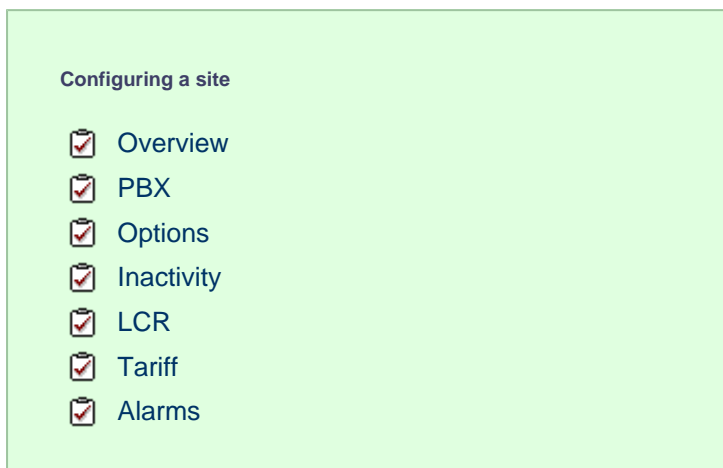 Configuring a site
Overview
PBX
Options
Inactivity
LCR
Tariff
Alarms